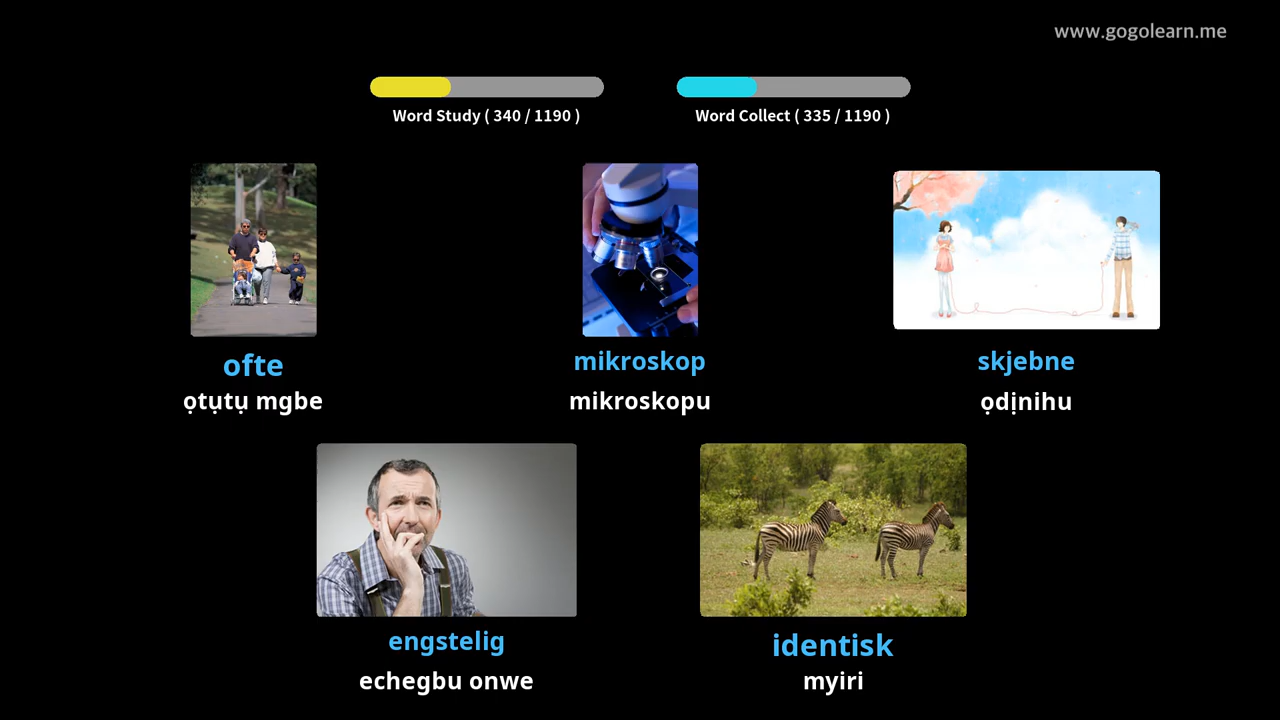 www.gogolearn.me
Word Study ( 340 / 1190 )
Word Collect ( 335 / 1190 )
ofte
ọtụtụ mgbe
mikroskop
mikroskopu
skjebne
ọdịnihu
engstelig
echegbu onwe
identisk
myiri